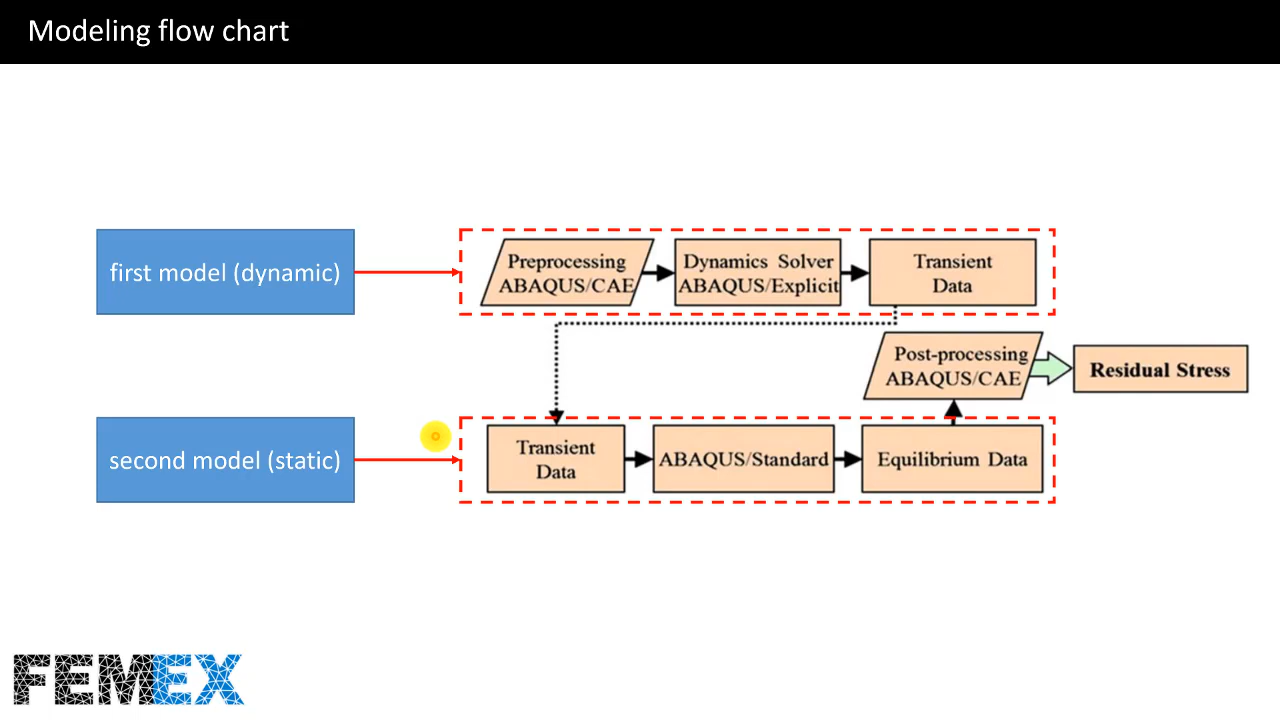 Modeling flow chart
first model (dynamic)
Preprocessing
ABAQUS/CAE
Dynamics Solver
ABAQUS/Explicit
Transient
Data
Post-processing
ABAQUS/CAE
Residual Stress
second model (static)
Transient
Data
ABAQUS/Standard
Equilibrium Data
FEMEX